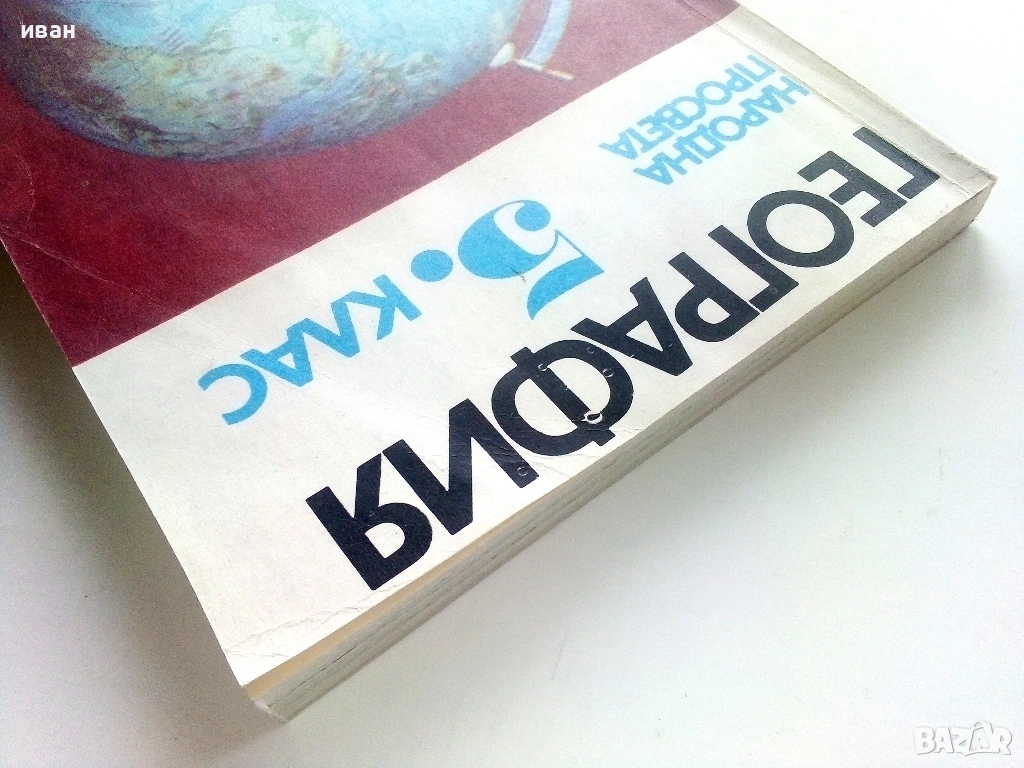 иван
ГЕОГРАФИЯ
5. КЛАС
НАРОДНА
ПРОСВЕТА
BAZAR